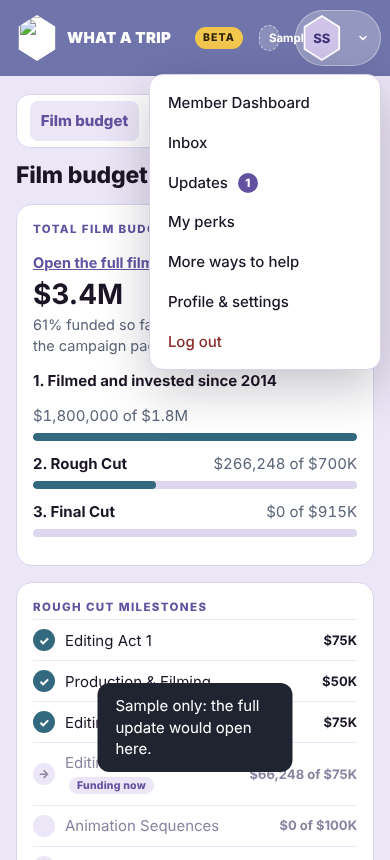 WHAT A TRIP
BETA
Sampl
SS
Member Dashboard
Inbox
Updates 1
My perks
More ways to help
Profile & settings
Log out
Film budget
Film budget
TOTAL FILM BUDG
Open the full film
$3.4M
61% funded so fa
the campaign pa
1. Filmed and invested since 2014
$1,800,000 of $1.8M
2. Rough Cut $266,248 of $700K
3. Final Cut $0 of $915K
ROUGH CUT MILESTONES
Editing Act 1 $75K
Production & Filming $50K
Editin $75K
Sample only: the full
update would open
here.
Editin $66,248 of $75K
Funding now
Animation Sequences $0 of $100K